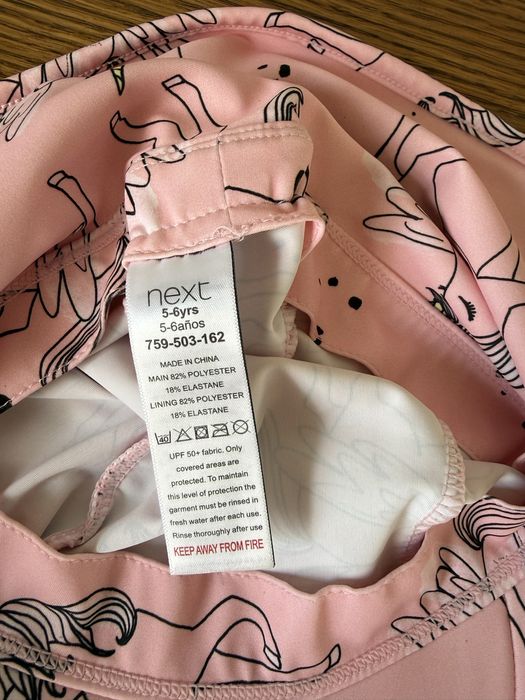 next
5-6yrs
5-6años
759-503-162
MADE IN CHINA
MAIN 82% POLYESTER
18% ELASTANE
LINING 82% POLYESTER
18% ELASTANE
40
UPF 50+ fabric. Only
covered areas are
protected. To maintain
this level of protection the
garment must be rinsed in
fresh water after each use.
Rinse thoroughly after use
KEEP AWAY FROM FIRE